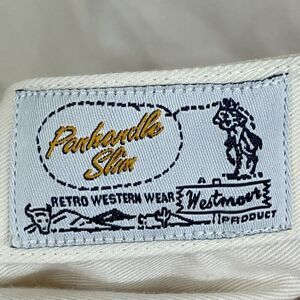 Panhandle
Slim
RETRO WESTERN WEAR
Westmoor
PRODUCT